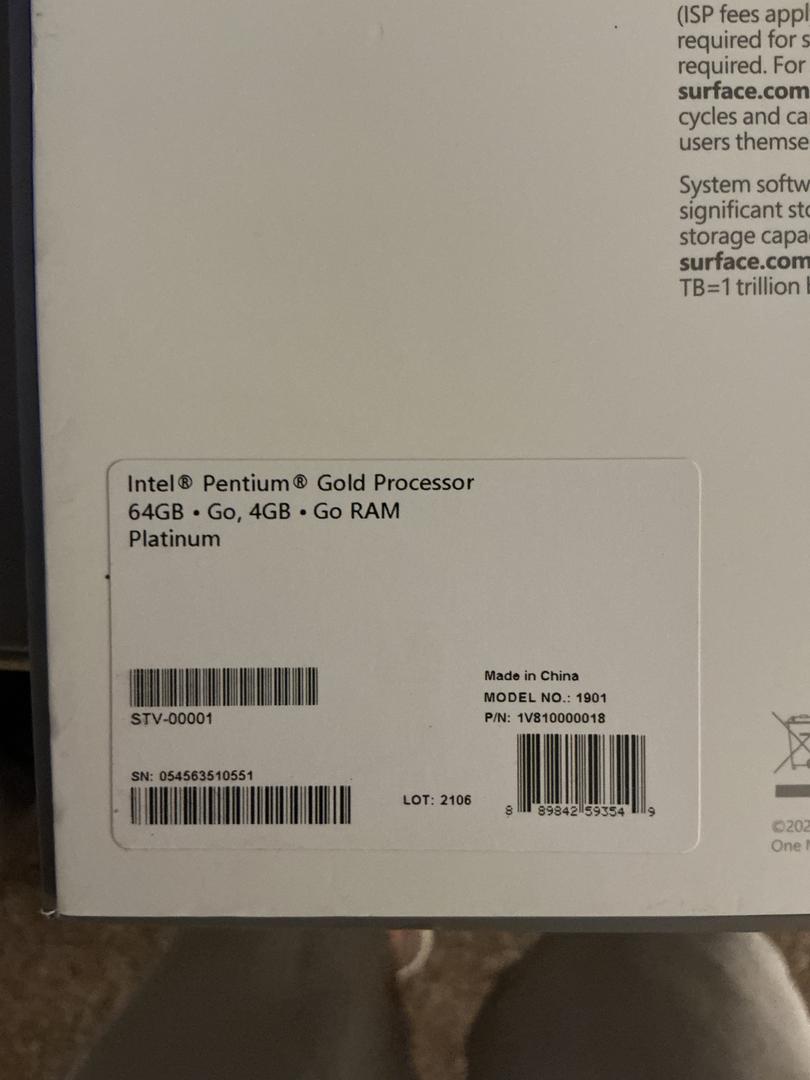 (ISP fees appl
required for s
required. For
surface.com
cycles and ca
users themse
System softw
significant sto
storage capa
surface.com
TB=1 trillion
Intel® Pentium® Gold Processor
64GB • Go, 4GB • Go RAM
Platinum
STV-00001
Made in China
MODEL NO.: 1901
P/N: 1V810000018
SN: 054563510551
LOT: 2106
8 89842 59354 9
©202
One